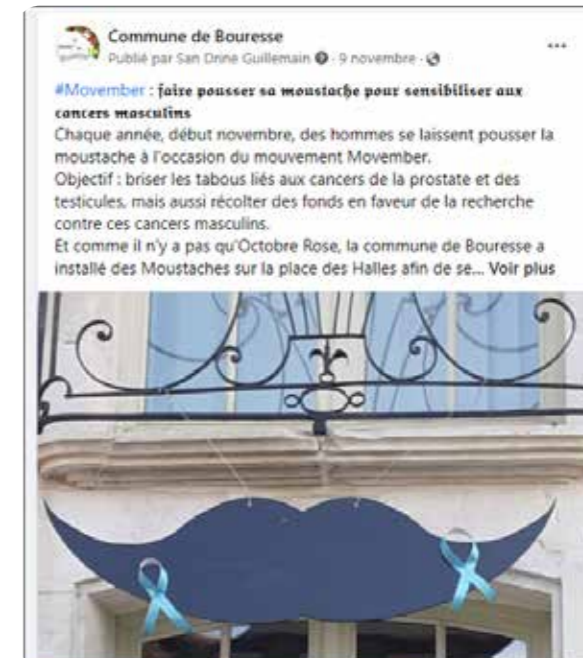 Commune de Bouresse
Publié par San Drine Guillemain · 9 novembre ·
#Movember : faire pousser sa moustache pour sensibiliser aux
cancers masculins
Chaque année, début novembre, des hommes se laissent pousser la
moustache à l'occasion du mouvement Movember.
Objectif : briser les tabous liés aux cancers de la prostate et des
testicules, mais aussi récolter des fonds en faveur de la recherche
contre ces cancers masculins.
Et comme il n'y a pas qu'Octobre Rose, la commune de Bouresse a
installé des Moustaches sur la place des Halles afin de se... Voir plus